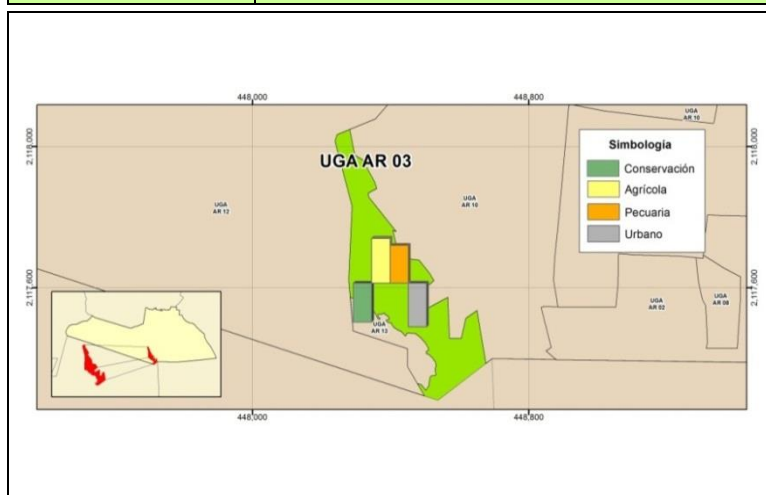 448,000
448,800
UGA
AR 10
2,118,000
2,118,000
UGA AR 03
Simbología
Conservación
Agrícola
Pecuaria
Urbano
UGA
AR 12
UGA
AR 10
2,117,600
2,117,600
UGA
AR 02
UGA
AR 08
UGA
AR 13
448,000
448,800